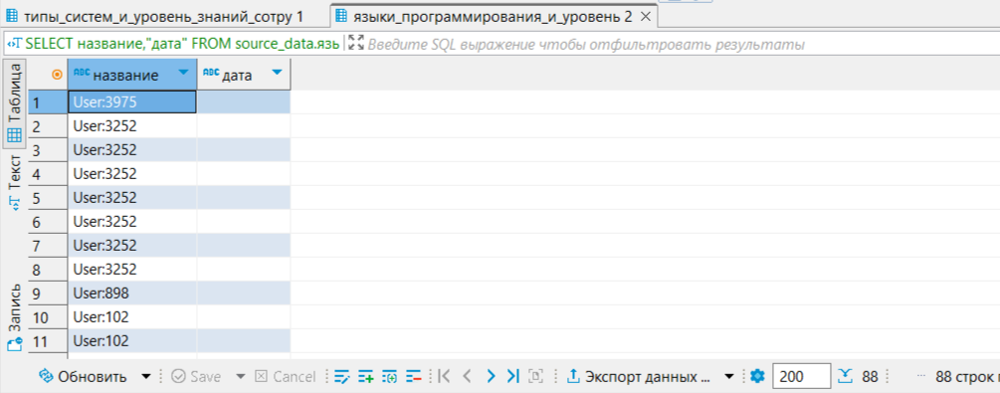 типы_систем_и_уровень_знаний_сотру 1
языки_программирования_и_уровень 2
SELECT название,"дата" FROM source_data.язь
Введите SQL выражение чтобы отфильтровать результаты
Таблица
Текст
Запись
ABC название
ABC дата
1 User:3975
2 User:3252
3 User:3252
4 User:3252
5 User:3252
6 User:3252
7 User:3252
8 User:3252
9 User:898
10 User:102
11 User:102
Обновить Save Cancel Экспорт данных ... 200 88 ... 88 строк